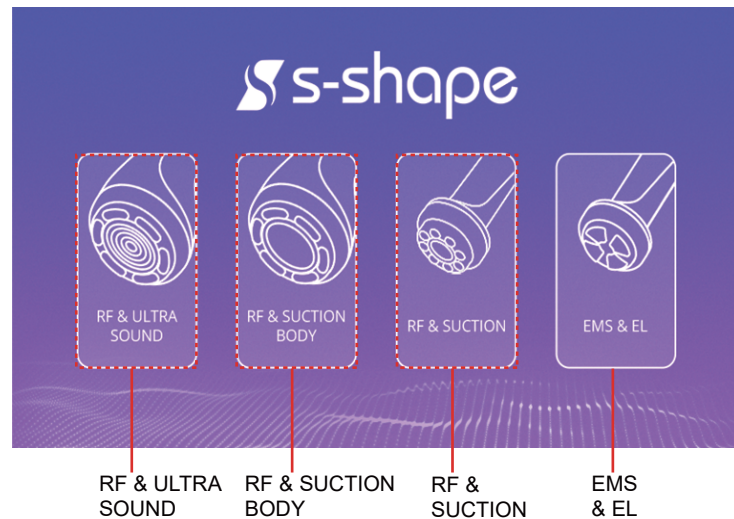 s-shape
RF & ULTRA
SOUND
RF & SUCTION
BODY
RF & SUCTION
EMS & EL
RF & ULTRA
SOUND
RF & SUCTION
BODY
RF &
SUCTION
EMS
& EL